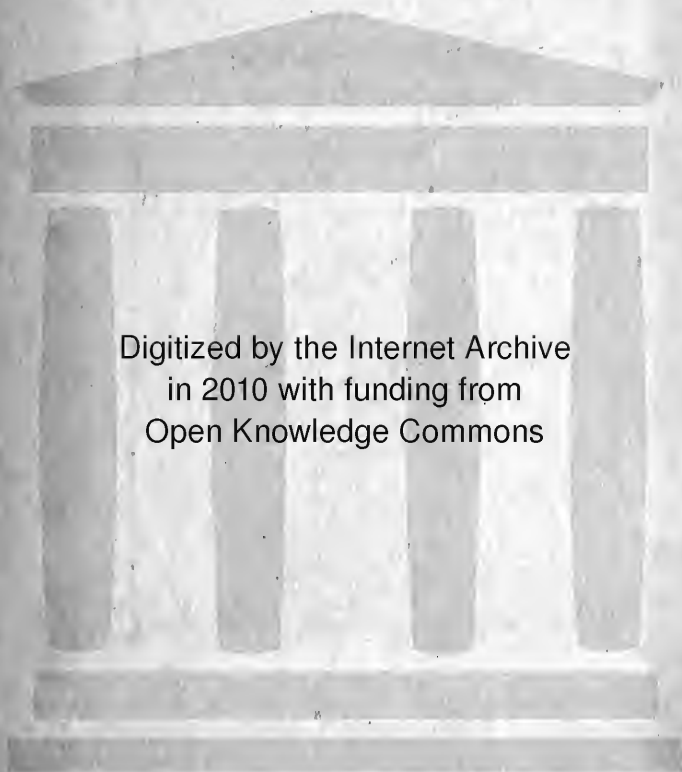 Digitized by the Internet Archive
in 2010 with funding from
Open Knowledge Commons